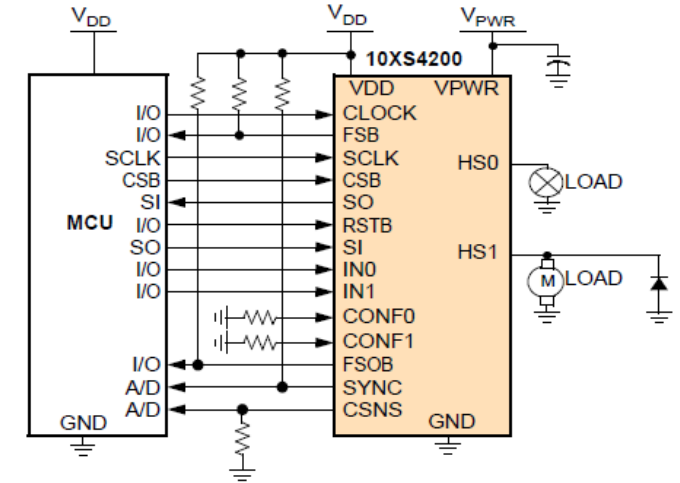 VDD VDD VPWR
10XS4200
VDD VPWR
I/O CLOCK
I/O FSB
SCLK SCLK HS0
CSB CSB LOAD
SI SO
MCU I/O RSTB
SO SI HS1
I/O IN0
I/O IN1 M LOAD
CONF0
CONF1
I/O FSOB
A/D SYNC
A/D CSNS
GND GND